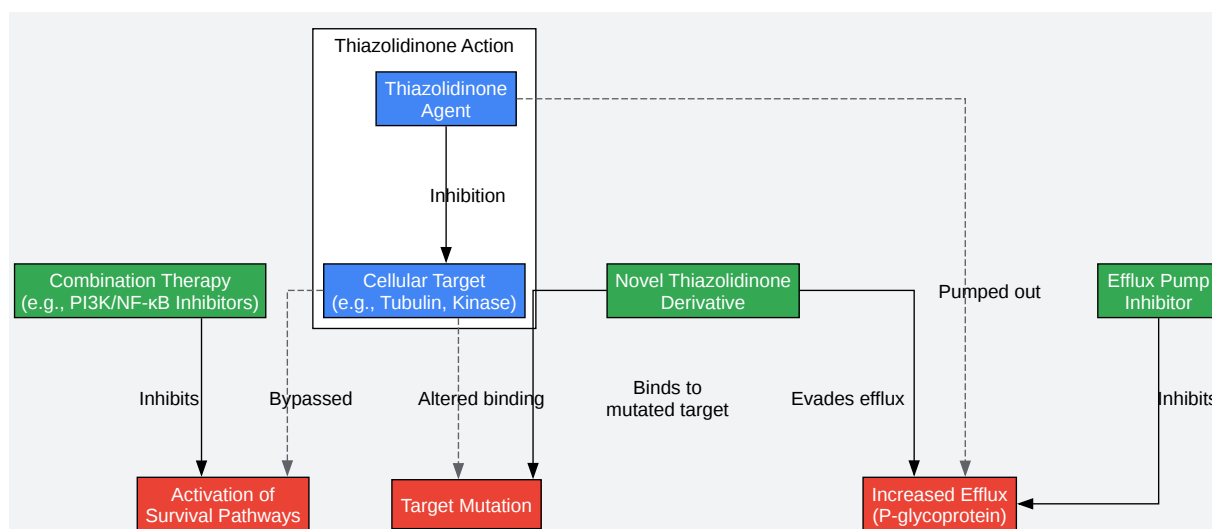 Thiazolidinone Action
Thiazolidinone
Agent
Inhibition
Combination Therapy
(e.g., PI3K/NF-κB Inhibitors)
Cellular Target
(e.g., Tubulin, Kinase)
Novel Thiazolidinone
Derivative
Pumped out
Efflux Pump
Inhibitor
Inhibits
Bypassed
Altered binding
Binds to
mutated target
Evades efflux
Inhibits
Activation of
Survival Pathways
Target Mutation
Increased Efflux
(P-glycoprotein)